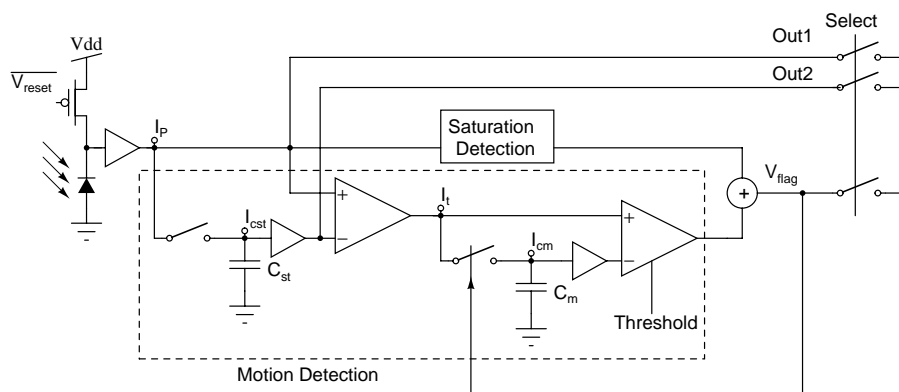 Select
Vdd
Out1
V_reset
Out2
I_P
Saturation
Detection
V_flag
+
+
I_cst
I_t
+
−
I_cm
−
C_st
C_m
Threshold
Motion Detection